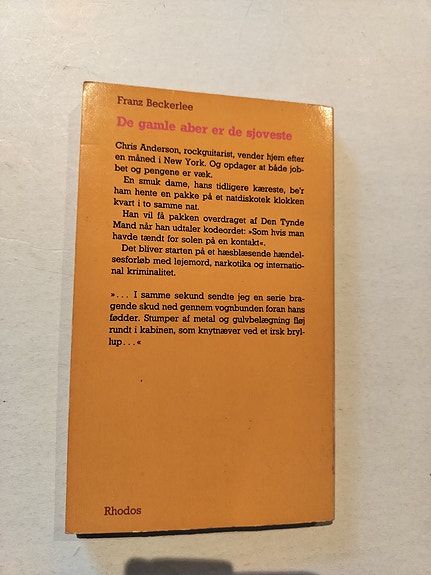 Franz Beckerlee
De gamle aber er de sjoveste
Chris Anderson, rockguitarist, vender hjem efter
en måned i New York. Og opdager at både job-
bet og pengene er væk.
En smuk dame, hans tidligere kæreste, be'r
ham hente en pakke på et natdiskotek klokken
kvart i to samme nat.
Han vil få pakken overdraget af Den Tynde
Mand når han udtaler kodeordet: »Som hvis man
havde tændt for solen på en kontakt«.
Det bliver starten på et hæsblæsende hændel-
sesforløb med lejemord, narkotika og internatio-
nal kriminalitet.
»... I samme sekund sendte jeg en serie bra-
gende skud ned gennem vognbunden foran hans
fødder. Stumper af metal og gulvbelægning fløj
rundt i kabinen, som knytnæver ved et irsk bryl-
lup...«
Rhodos